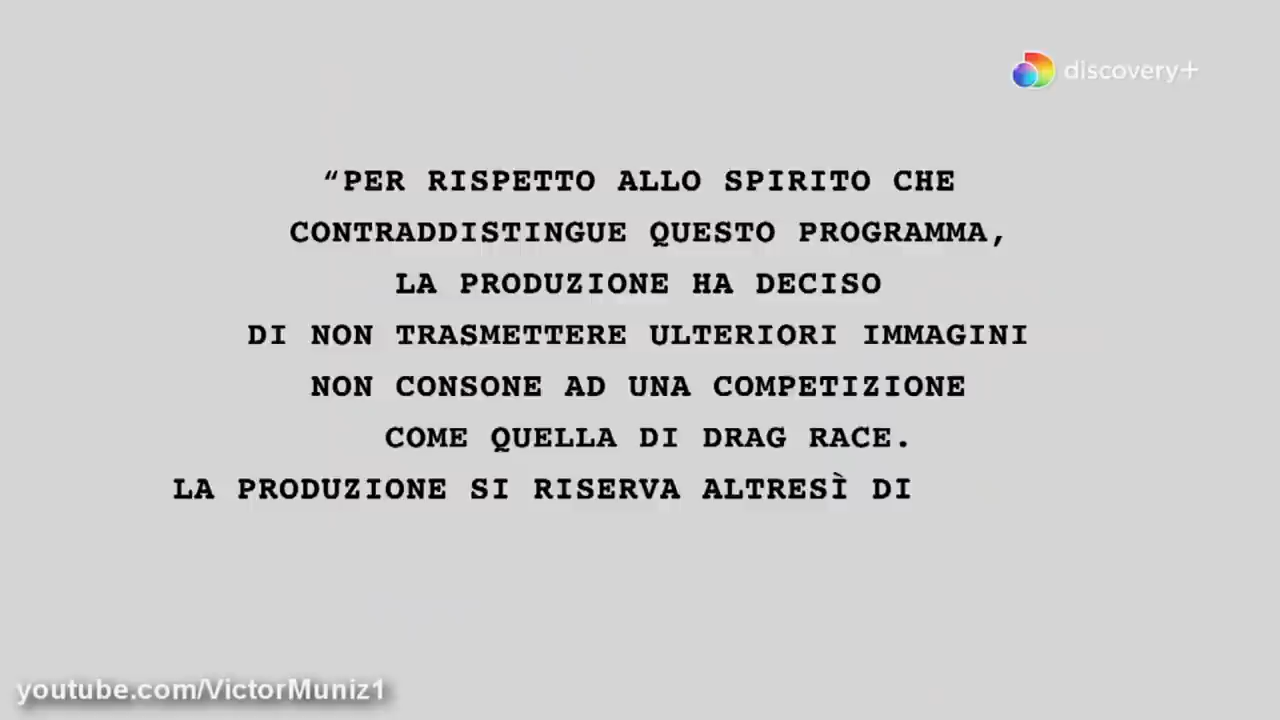 discovery+
“PER RISPETTO ALLO SPIRITO CHE
CONTRADDISTINGUE QUESTO PROGRAMMA,
LA PRODUZIONE HA DECISO
DI NON TRASMETTERE ULTERIORI IMMAGINI
NON CONSONE AD UNA COMPETIZIONE
COME QUELLA DI DRAG RACE.
LA PRODUZIONE SI RISERVA ALTRESÌ DI
youtube.com/VictorMuniz1